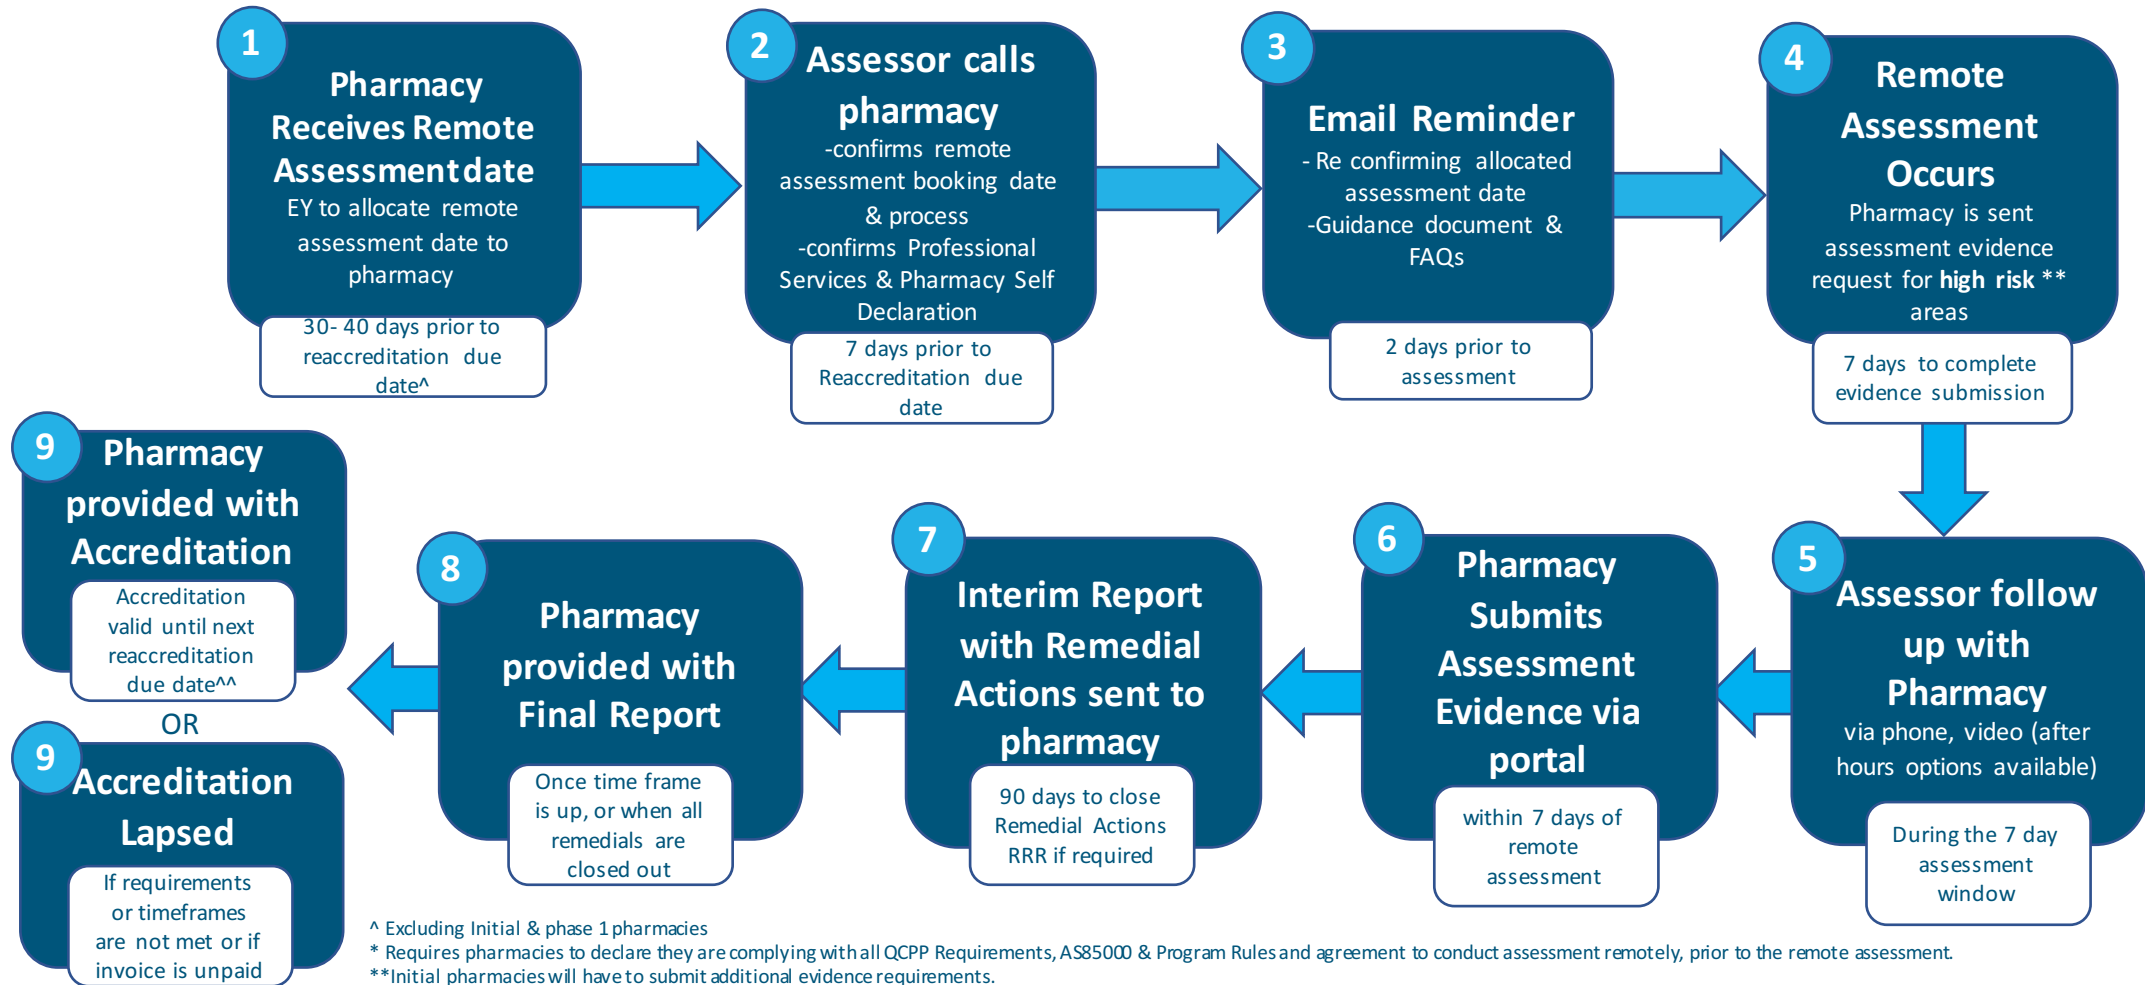 1
Pharmacy
Receives Remote
Assessment date
EY to allocate remote
assessment date to
pharmacy
30- 40 days prior to
reaccreditation due
date^
2
Assessor calls
pharmacy
-confirms remote
assessment booking date
& process
-confirms Professional
Services & Pharmacy Self
Declaration
7 days prior to
Reaccreditation due
date
3
Email Reminder
- Re confirming allocated
assessment date
-Guidance document &
FAQs
2 days prior to
assessment
4
Remote
Assessment
Occurs
Pharmacy is sent
assessment evidence
request for high risk **
areas
7 days to complete
evidence submission
5
Assessor follow
up with
Pharmacy
via phone, video (after
hours options available)
During the 7 day
assessment
window
6
Pharmacy
Submits
Assessment
Evidence via
portal
within 7 days of
remote
assessment
7
Interim Report
with Remedial
Actions sent to
pharmacy
90 days to close
Remedial Actions
RRR if required
8
Pharmacy
provided with
Final Report
Once time frame
is up, or when all
remedials are
closed out
9
Pharmacy
provided with
Accreditation
Accreditation
valid until next
reaccreditation
due date^^
OR
9
Accreditation
Lapsed
If requirements
or timeframes
are not met or if
invoice is unpaid
^ Excluding Initial & phase 1 pharmacies
* Requires pharmacies to declare they are complying with all QCPP Requirements, AS85000 & Program Rules and agreement to conduct assessment remotely, prior to the remote assessment.
**Initial pharmacies will have to submit additional evidence requirements.